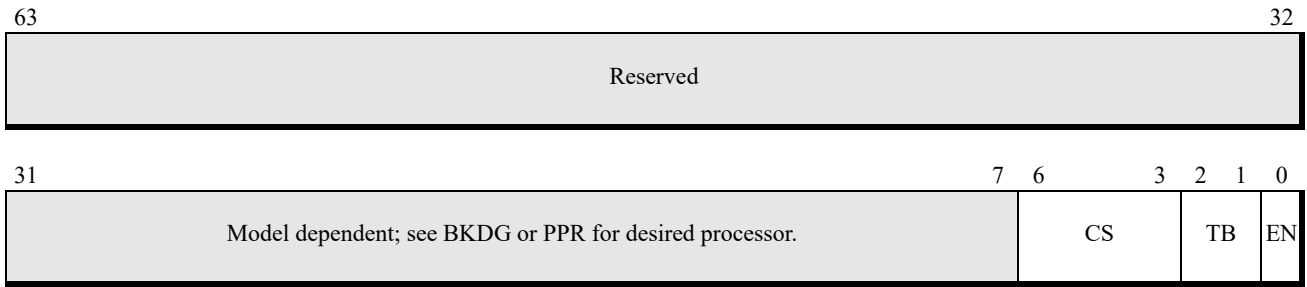 63 32
Reserved
31 7 6 3 2 1 0
Model dependent; see BKDG or PPR for desired processor. CS TB EN